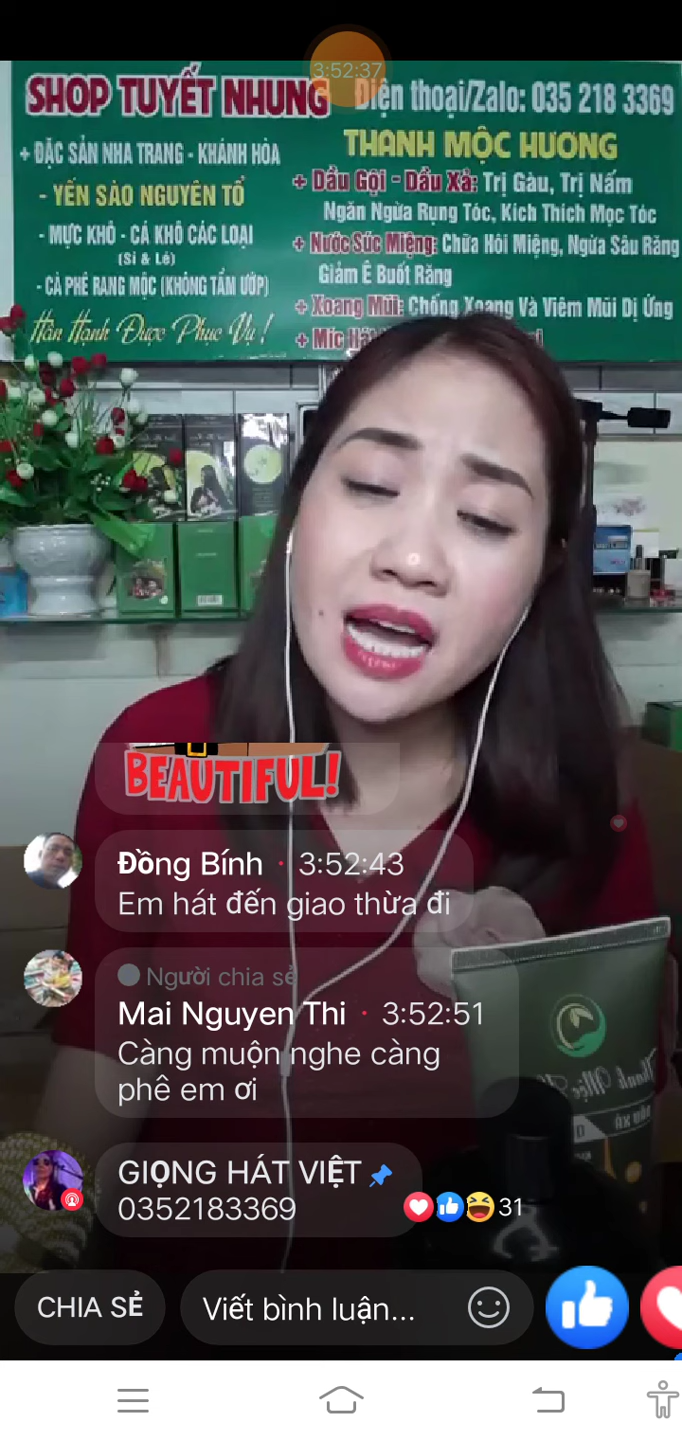 3:52:37
SHOP TUYẾT NHUNG
Điện thoại/Zalo: 035 218 3369
+ ĐẶC SẢN NHA TRANG - KHÁNH HÒA
- YẾN SÀO NGUYÊN TỔ
- MỰC KHÔ - CÁ KHÔ CÁC LOẠI
(Sỉ & Lẻ)
- CÀ PHÊ RANG MỘC (KHÔNG TẨM ƯỚP)
Hân Hạnh Được Phục Vụ !
THANH MỘC HƯƠNG
+ Dầu Gội - Dầu Xả: Trị Gàu, Trị Nấm
Ngăn Ngừa Rụng Tóc, Kích Thích Mọc Tóc
+ Nước Súc Miệng: Chữa Hôi Miệng, Ngừa Sâu Răng
Giảm Ê Buốt Răng
+ Xoang Mũi: Chống Xoang Và Viêm Mũi Dị Ứng
BEAUTIFUL!
Đồng Bính · 3:52:43
Em hát đến giao thừa đi
Người chia sẻ
Mai Nguyen Thi · 3:52:51
Càng muộn nghe càng
phê em ơi
Thanh Mộc
DẦU XẢ
GIỌNG HÁT VIỆT
0352183369
31
CHIA SẺ
Viết bình luận...